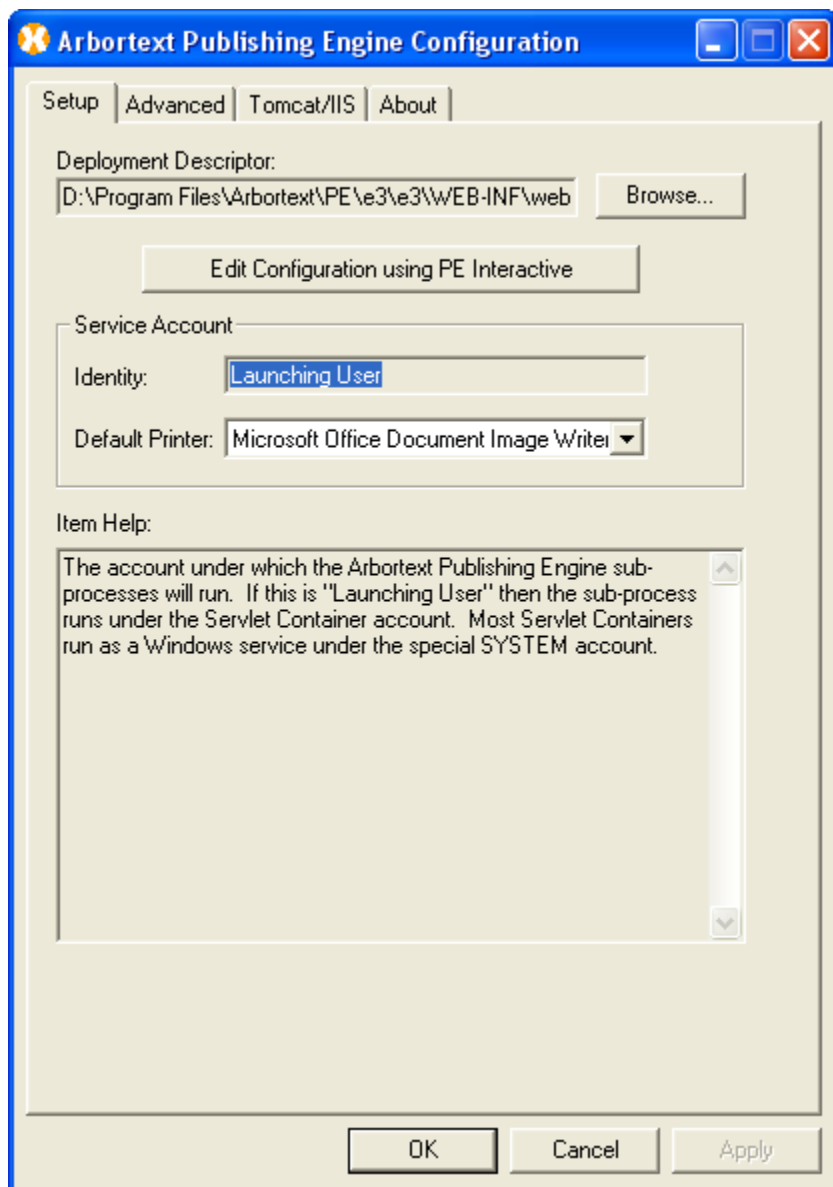 Arbortext Publishing Engine Configuration
Setup Advanced Tomcat/IIS About
Deployment Descriptor:
D:\Program Files\Arbortext\PE\e3\e3\WEB-INF\web Browse...
Edit Configuration using PE Interactive
Service Account
Identity: Launching User
Default Printer: Microsoft Office Document Image Writer
Item Help:
The account under which the Arbortext Publishing Engine sub-
processes will run. If this is "Launching User" then the sub-process
runs under the Servlet Container account. Most Servlet Containers
run as a Windows service under the special SYSTEM account.
OK Cancel Apply